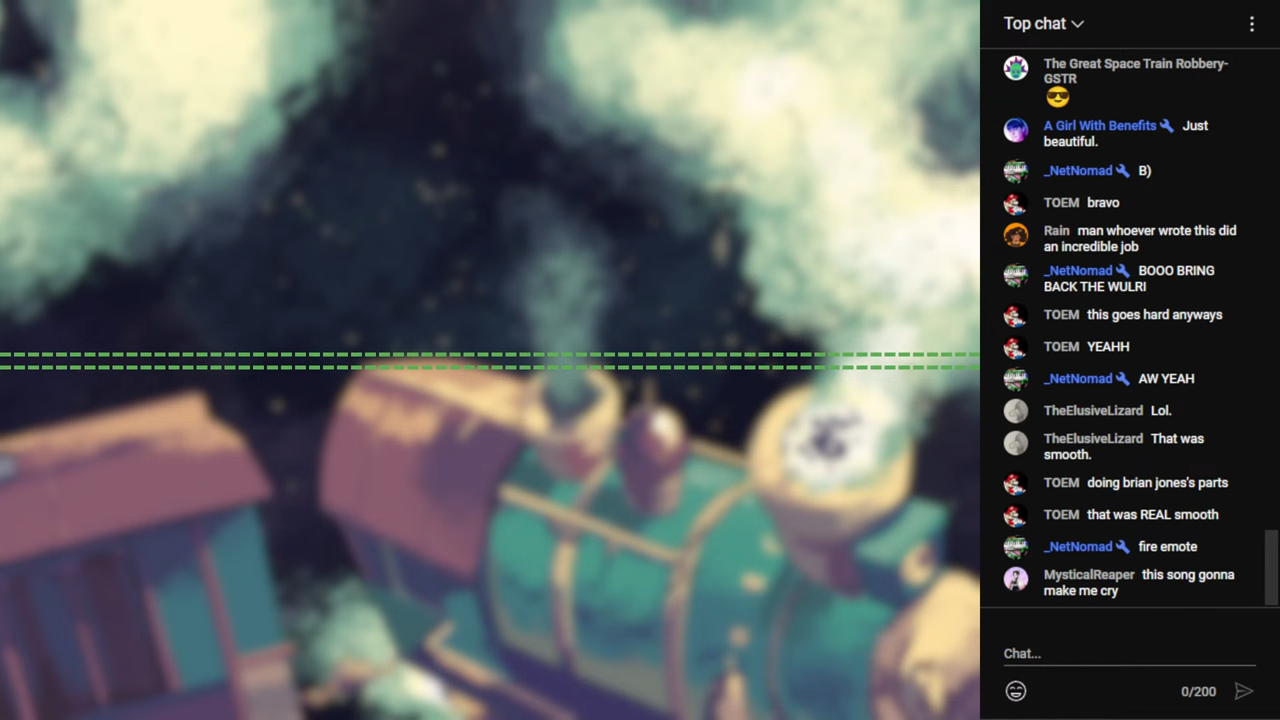 Top chat
The Great Space Train Robbery-
GSTR
😎
A Girl With Benefits Just
beautiful.
_NetNomad B)
TOEM bravo
Rain man whoever wrote this did
an incredible job
_NetNomad BOOO BRING
BACK THE WULRI
TOEM this goes hard anyways
TOEM YEAHH
_NetNomad AW YEAH
TheElusiveLizard Lol.
TheElusiveLizard That was
smooth.
TOEM doing brian jones's parts
TOEM that was REAL smooth
_NetNomad fire emote
MysticalReaper this song gonna
make me cry
Chat...
0/200